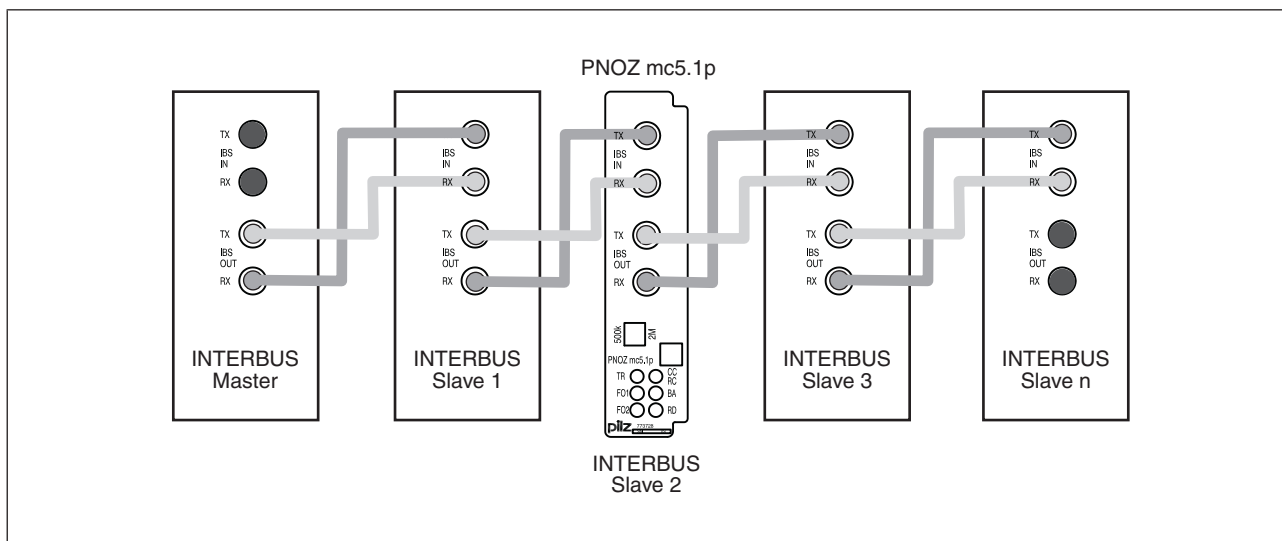 PNOZ mc5.1p
TX
IBS
IN
RX
TX
IBS
OUT
RX
INTERBUS
Master
TX
IBS
IN
RX
TX
IBS
OUT
RX
INTERBUS
Slave 1
TX
IBS
IN
RX
TX
IBS
OUT
RX
500k
2M
PNOZ mc5.1p
TR
CC
RC
FO1
BA
FO2
RD
pilz
770728
INTERBUS
Slave 2
TX
IBS
IN
RX
TX
IBS
OUT
RX
INTERBUS
Slave 3
TX
IBS
IN
RX
TX
IBS
OUT
RX
INTERBUS
Slave n